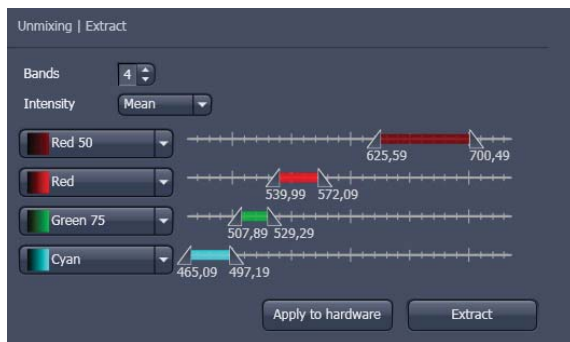 Unmixing | Extract
Bands 4
Intensity Mean
Red 50
625,59 700,49
Red
539,99 572,09
Green 75
507,89 529,29
Cyan
465,09 497,19
Apply to hardware Extract